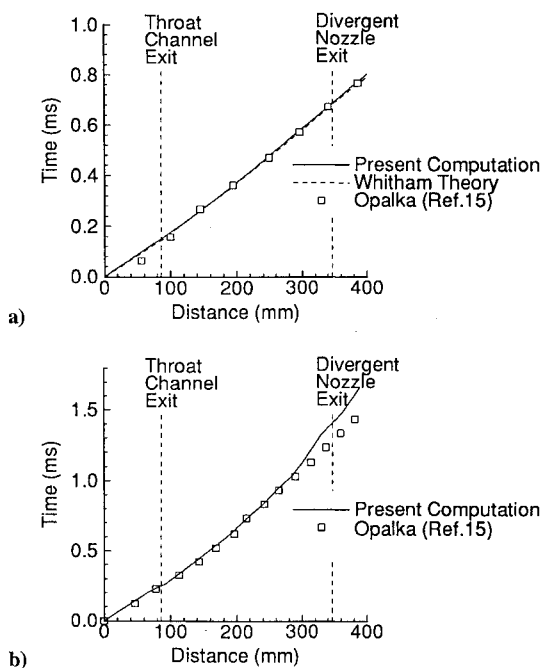 Throat
Channel
Exit
Divergent
Nozzle
Exit
1.0
0.8
0.6
0.4
0.2
0.0
Time (ms)
Present Computation
Whitham Theory
Opalka (Ref.15)
0 100 200 300 400
Distance (mm)
a)
Throat
Channel
Exit
Divergent
Nozzle
Exit
1.5
1.0
0.5
0.0
Time (ms)
Present Computation
Opalka (Ref.15)
0 100 200 300 400
Distance (mm)
b)